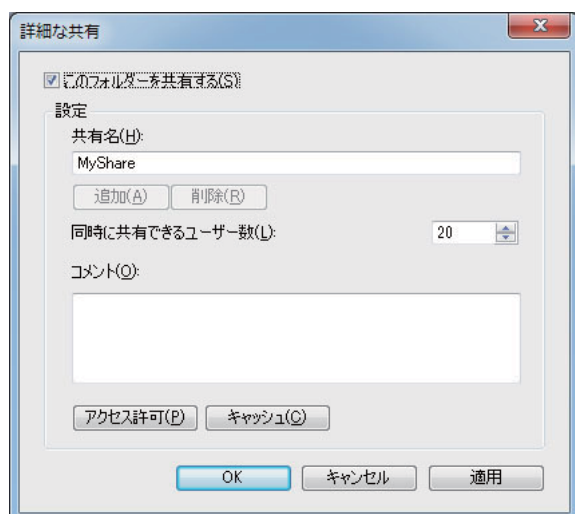 詳細な共有
このフォルダーを共有する(S)
設定
共有名(H):
MyShare
追加(A) 削除(R)
同時に共有できるユーザー数(L): 20
コメント(O):
アクセス許可(P) キャッシュ(C)
OK キャンセル 適用